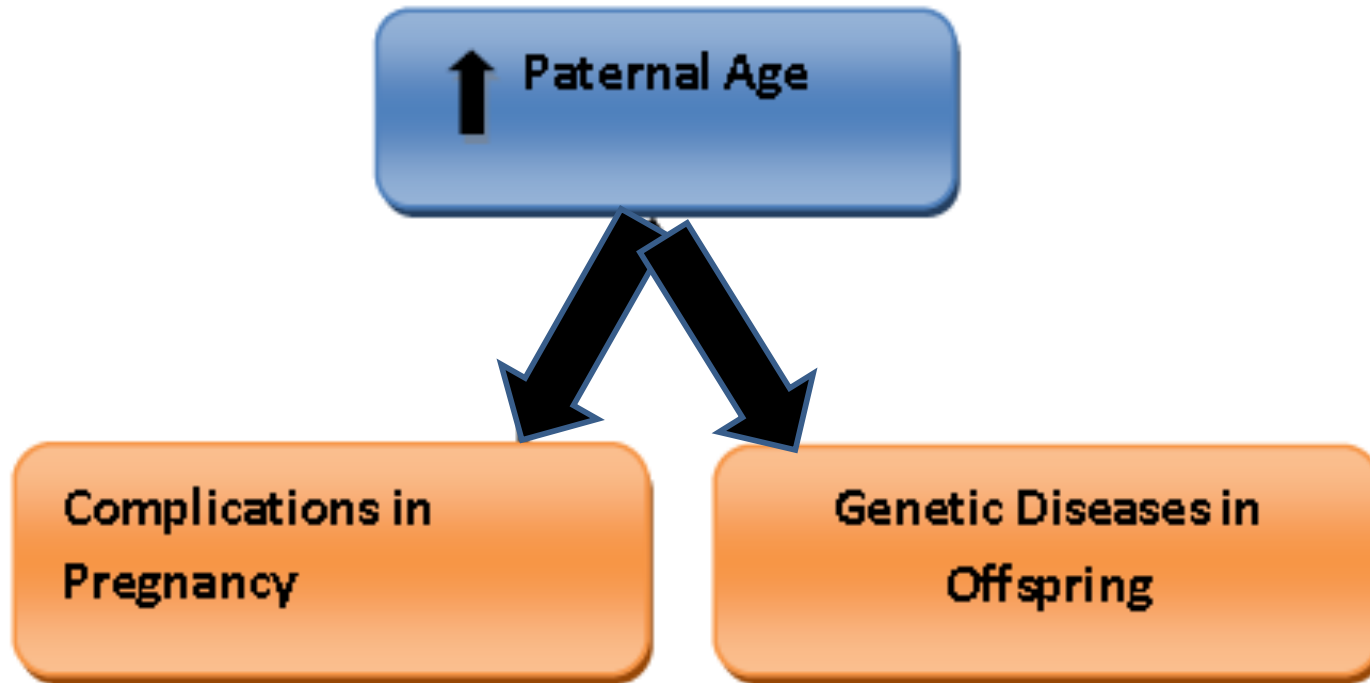 Paternal Age
Complications in
Pregnancy
Genetic Diseases in
Offspring